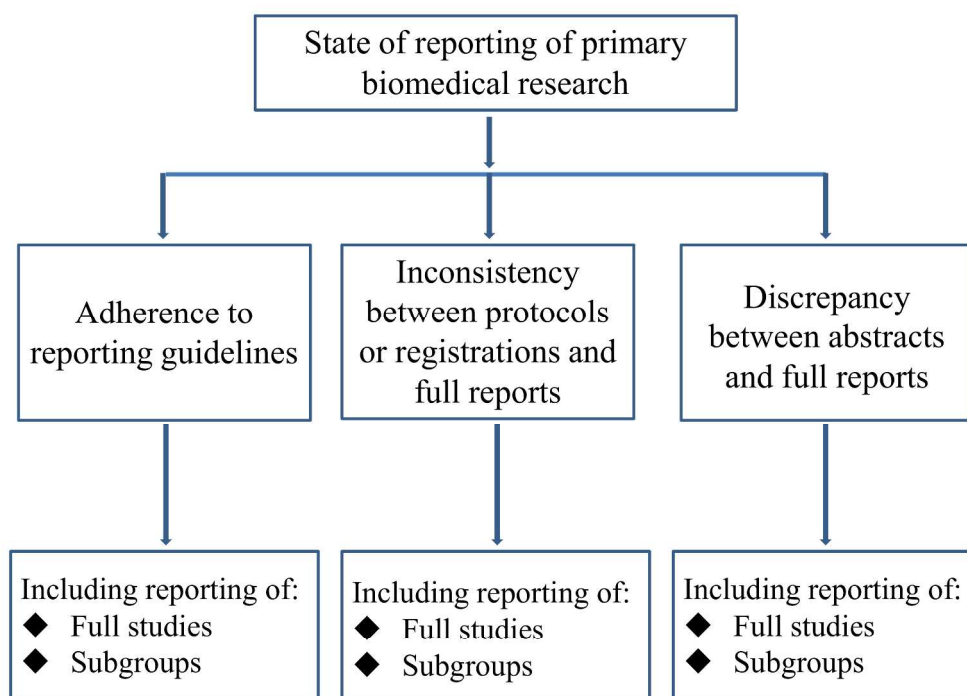 State of reporting of primary
biomedical research
Adherence to
reporting guidelines
Inconsistency
between protocols
or registrations and
full reports
Discrepancy
between abstracts
and full reports
Including reporting of:
◆ Full studies
◆ Subgroups
Including reporting of:
◆ Full studies
◆ Subgroups
Including reporting of:
◆ Full studies
◆ Subgroups